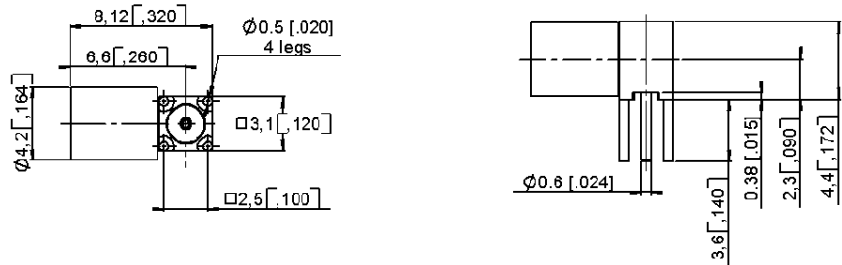 8,12⌈,320⌉
Ø0.5 [.020]
4 legs
6,6⌈,260⌉
Ø4,2⌈,164⌉
□3,1⌈,120⌉
□2,5⌈,100⌉
Ø0.6 [.024]
3,6⌈,140⌉
0.38 [.015]
2,3⌈,090⌉
4,4⌈,172⌉